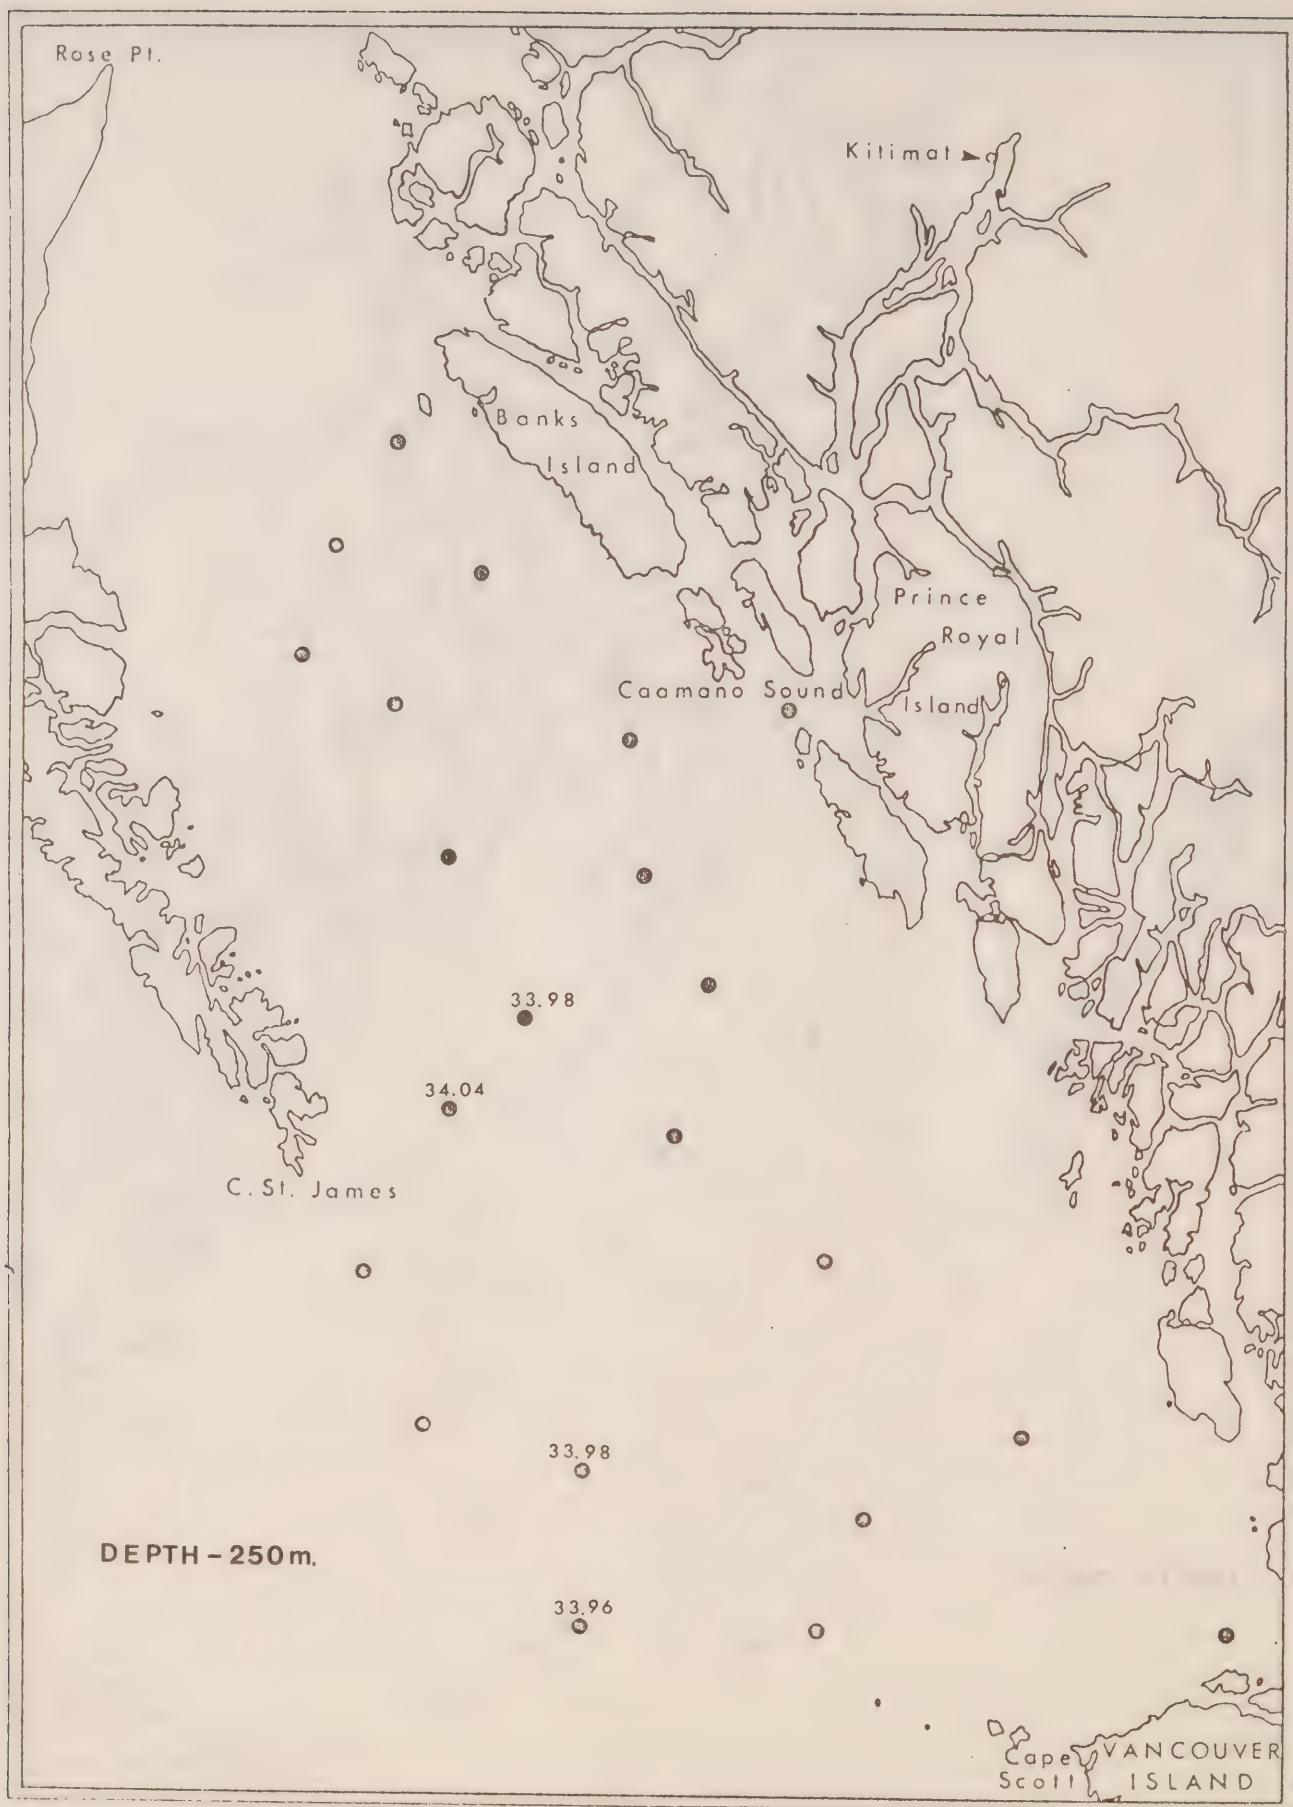 Rose Pt.
Kitimat
Banks
Island
Prince
Royal
Island
Caamano Sound
33.98
34.04
C. St. James
33.98
DEPTH - 250m.
33.96
Cape
Scott
VANCOUVER
ISLAND